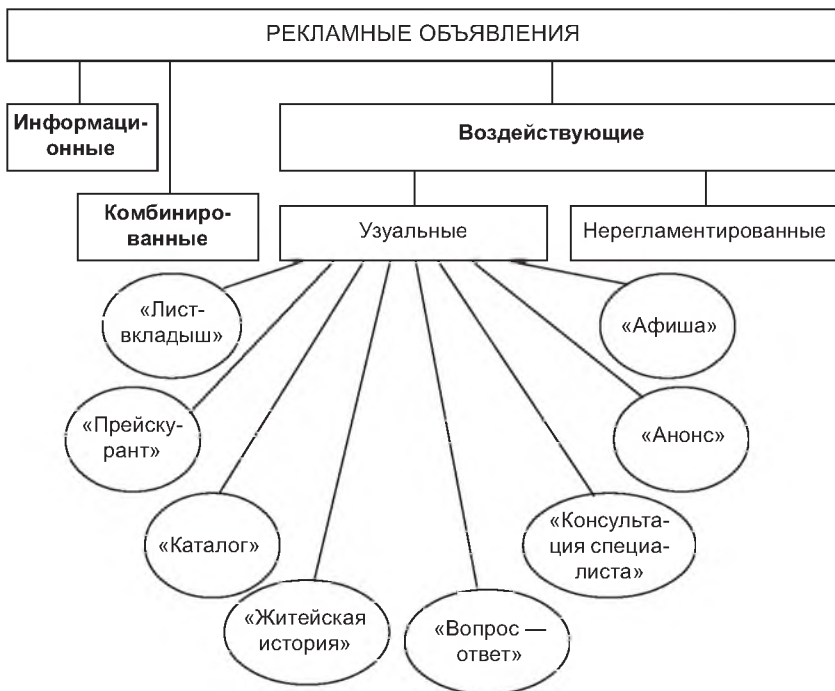 РЕКЛАМНЫЕ ОБЪЯВЛЕНИЯ
Информаци-
онные
Воздействующие
Комбиниро-
ванные
Узуальные
Нерегламентированные
«Лист-
вкладыш»
«Афиша»
«Прейску-
рант»
«Анонс»
«Каталог»
«Консульта-
ция специа-
листа»
«Житейская
история»
«Вопрос —
ответ»